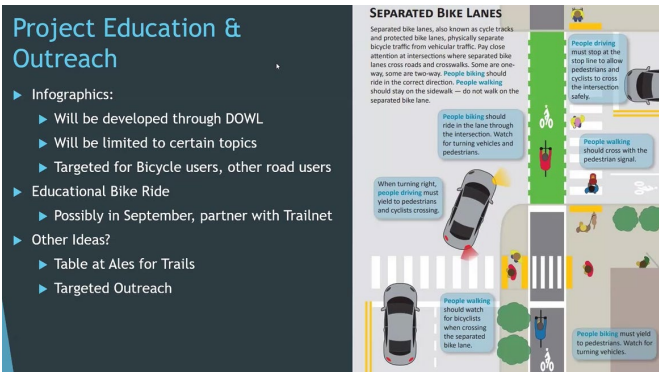 Project Education &
Outreach
Infographics:
Will be developed through DOWL
Will be limited to certain topics
Targeted for Bicycle users, other road users
Educational Bike Ride
Possibly in September, partner with Trailnet
Other Ideas?
Table at Ales for Trails
Targeted Outreach
SEPARATED BIKE LANES
Separated bike lanes, also known as cycle tracks
and protected bike lanes, physically separate
bicycle traffic from vehicular traffic. Pay close
attention at intersections where separated bike
lanes cross roads and crosswalks. Some are one-
way, some are two-way. People biking should
ride in the correct direction. People walking
should stay on the sidewalk — do not walk on the
separated bike lane.
People driving
must stop at the
stop line to allow
pedestrians and
cyclists to cross
the intersection
safely.
People biking should
ride in the lane through
the intersection. Watch
for turning vehicles and
pedestrians.
People walking
should cross with the
pedestrian signal.
When turning right,
people driving must
yield to pedestrians
and cyclists crossing.
People walking
should watch
for bicyclists
when crossing
the separated
bike lane.
People biking must yield
to pedestrians. Watch for
turning vehicles.